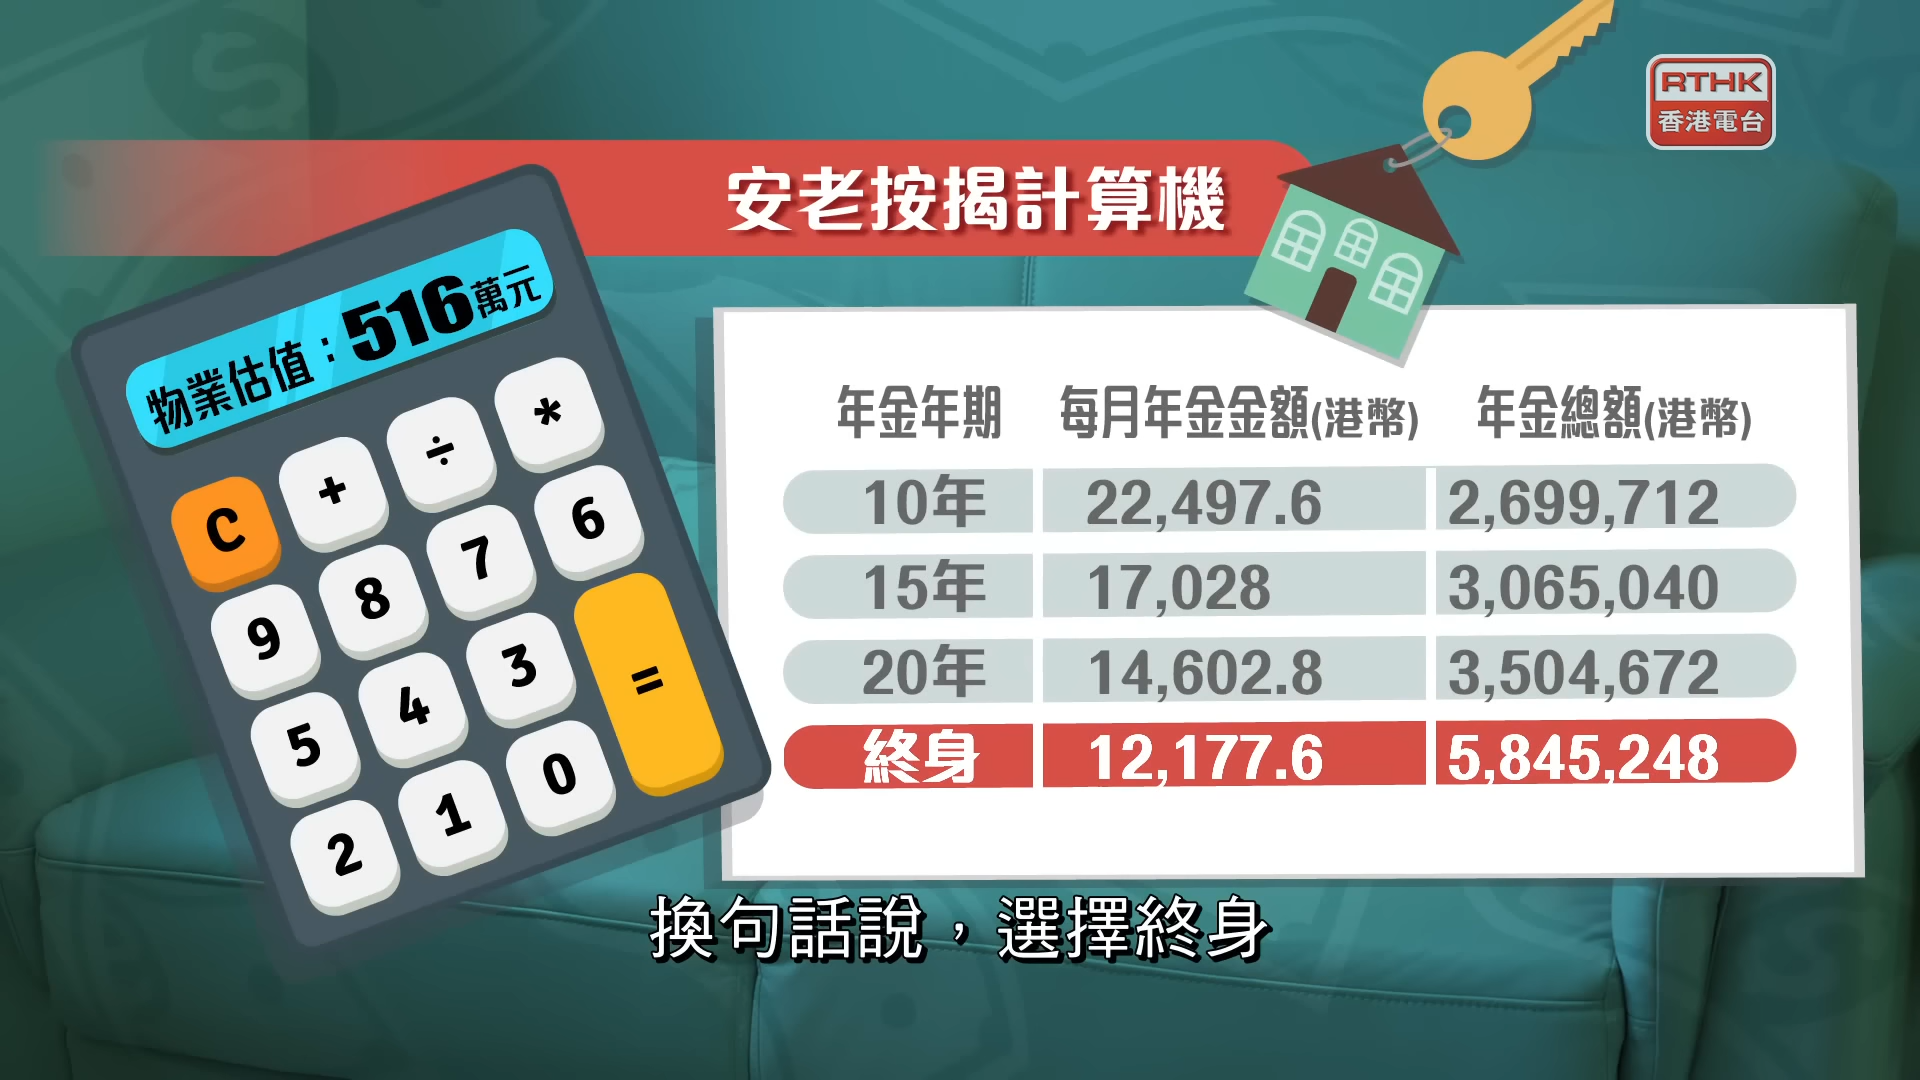 RTHK
香港電台
安老按揭計算機
物業估值：516萬元
C + ÷ *
9 8 7 6
5 4 3 =
2 1 0
年金年期 每月年金金額(港幣) 年金總額(港幣)
10年 22,497.6 2,699,712
15年 17,028 3,065,040
20年 14,602.8 3,504,672
終身 12,177.6 5,845,248
換句話說，選擇終身